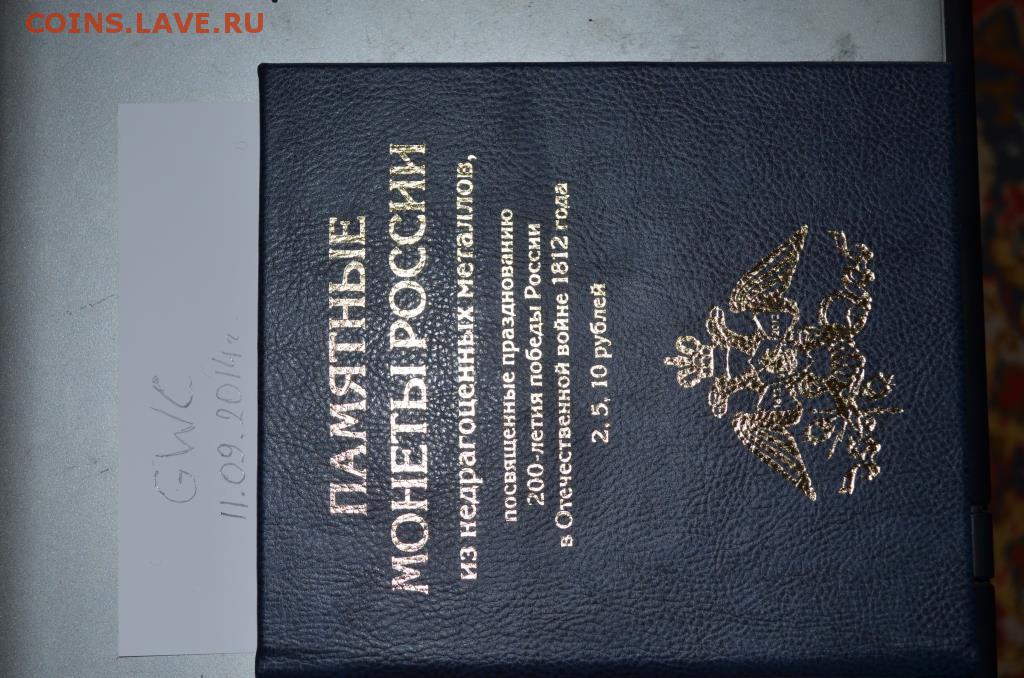 COINS.LAVE.RU
GWC
11.09.2014г
ПАМЯТНЫЕ
МОНЕТЫ РОССИИ
из недрагоценных металлов,
посвященные празднованию
200-летия победы России
в Отечественной войне 1812 года
2, 5, 10 рублей